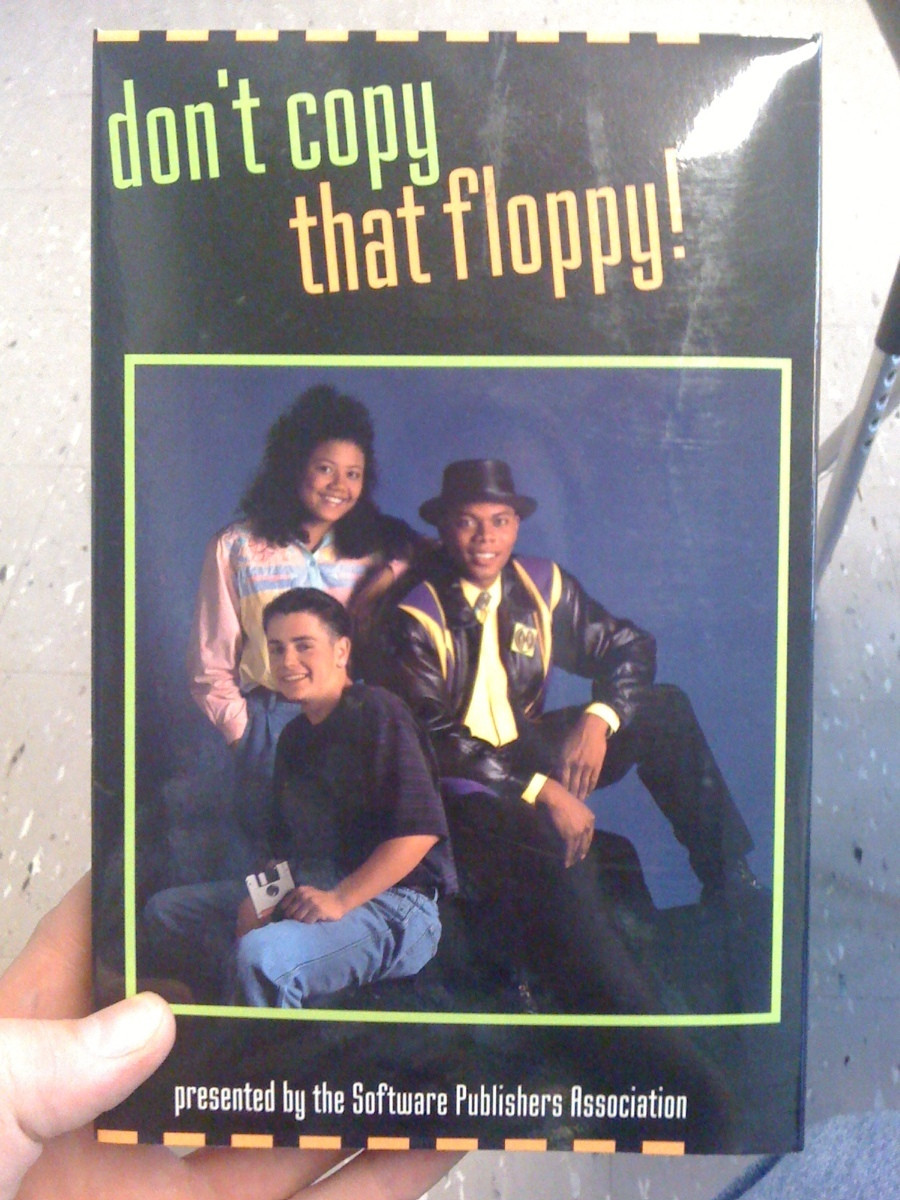 don't copy
that floppy!
presented by the Software Publishers Association